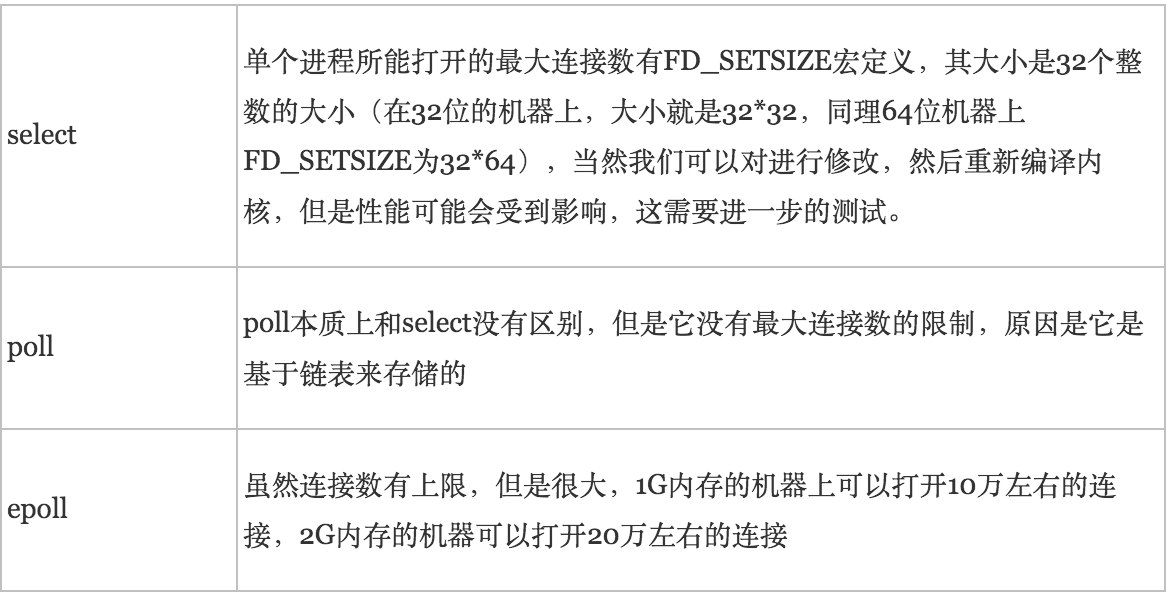 select
单个进程所能打开的最大连接数有FD_SETSIZE宏定义，其大小是32个整
数的大小（在32位的机器上，大小就是32*32，同理64位机器上
FD_SETSIZE为32*64），当然我们可以对进行修改，然后重新编译内
核，但是性能可能会受到影响，这需要进一步的测试。
poll
poll本质上和select没有区别，但是它没有最大连接数的限制，原因是它是
基于链表来存储的
epoll
虽然连接数有上限，但是很大，1G内存的机器上可以打开10万左右的连
接，2G内存的机器可以打开20万左右的连接